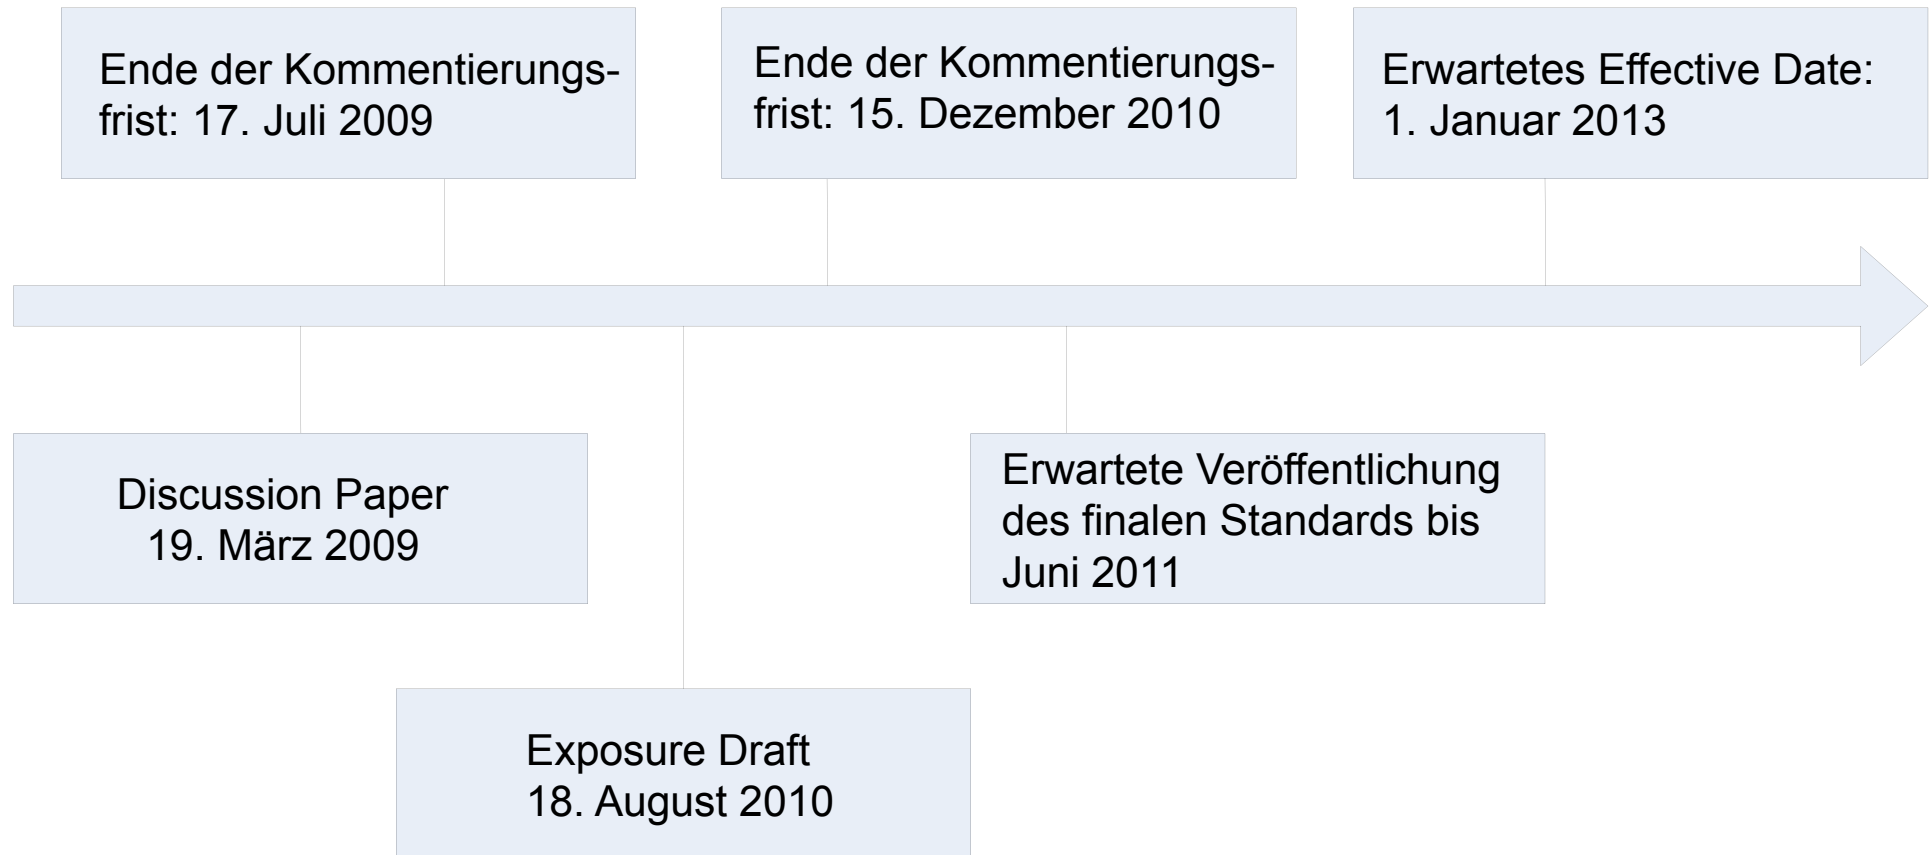 Ende der Kommentierungs-
frist: 17. Juli 2009
Ende der Kommentierungs-
frist: 15. Dezember 2010
Erwartetes Effective Date:
1. Januar 2013
Discussion Paper
19. März 2009
Erwartete Veröffentlichung
des finalen Standards bis
Juni 2011
Exposure Draft
18. August 2010